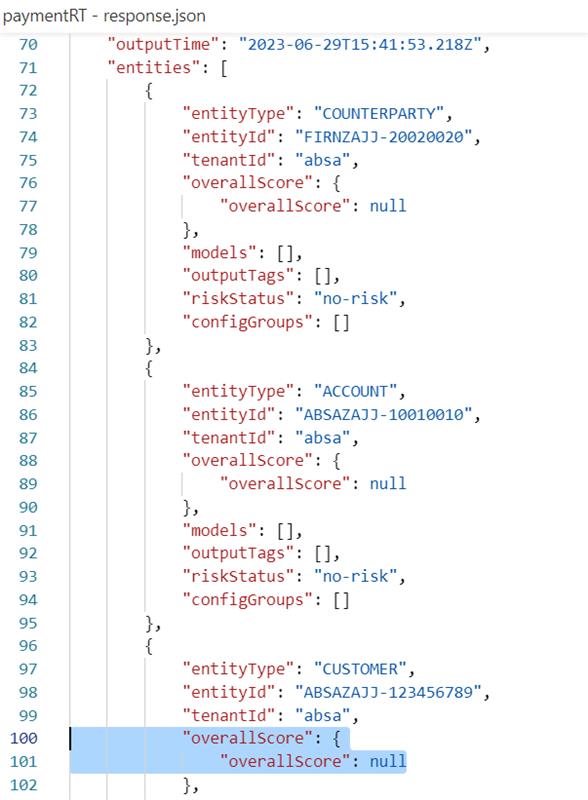 paymentRT - response.json
70 "outputTime": "2023-06-29T15:41:53.218Z",
71 "entities": [
72 {
73 "entityType": "COUNTERPARTY",
74 "entityId": "FIRNZAJJ-20020020",
75 "tenantId": "absa",
76 "overallScore": {
77 "overallScore": null
78 },
79 "models": [],
80 "outputTags": [],
81 "riskStatus": "no-risk",
82 "configGroups": []
83 },
84 {
85 "entityType": "ACCOUNT",
86 "entityId": "ABSAZAJJ-10010010",
87 "tenantId": "absa",
88 "overallScore": {
89 "overallScore": null
90 },
91 "models": [],
92 "outputTags": [],
93 "riskStatus": "no-risk",
94 "configGroups": []
95 },
96 {
97 "entityType": "CUSTOMER",
98 "entityId": "ABSAZAJJ-123456789",
99 "tenantId": "absa",
100 "overallScore": {
101 "overallScore": null
102 },